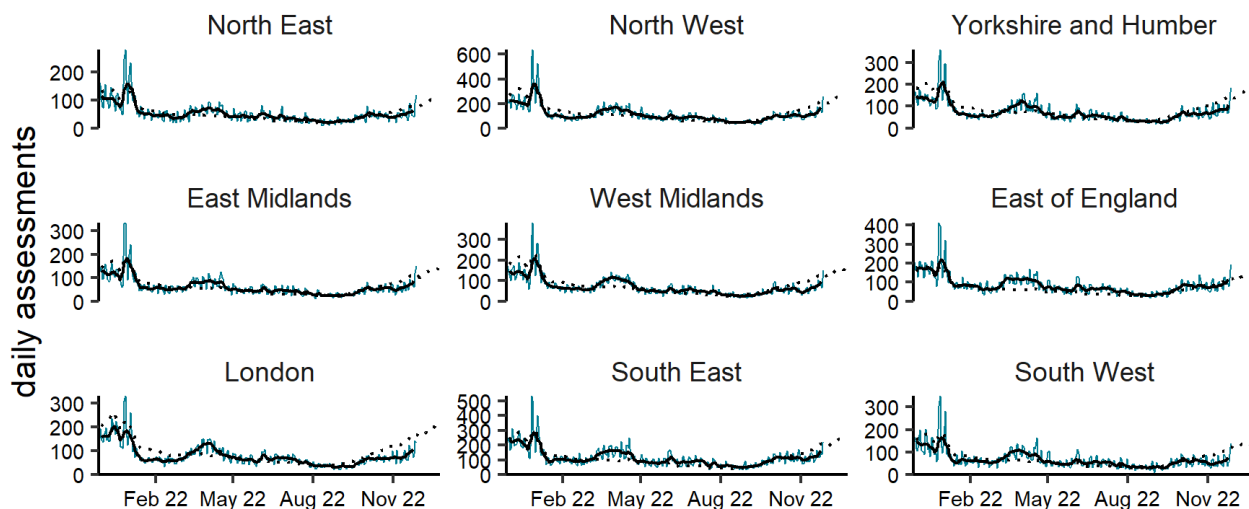 North East
North West
Yorkshire and Humber
200
100
0
600
400
200
0
300
200
100
0
daily assessments
East Midlands
West Midlands
East of England
300
200
100
0
300
200
100
0
400
300
200
100
0
London
South East
South West
300
200
100
0
500
400
300
200
100
0
300
200
100
0
Feb 22 May 22 Aug 22 Nov 22
Feb 22 May 22 Aug 22 Nov 22
Feb 22 May 22 Aug 22 Nov 22